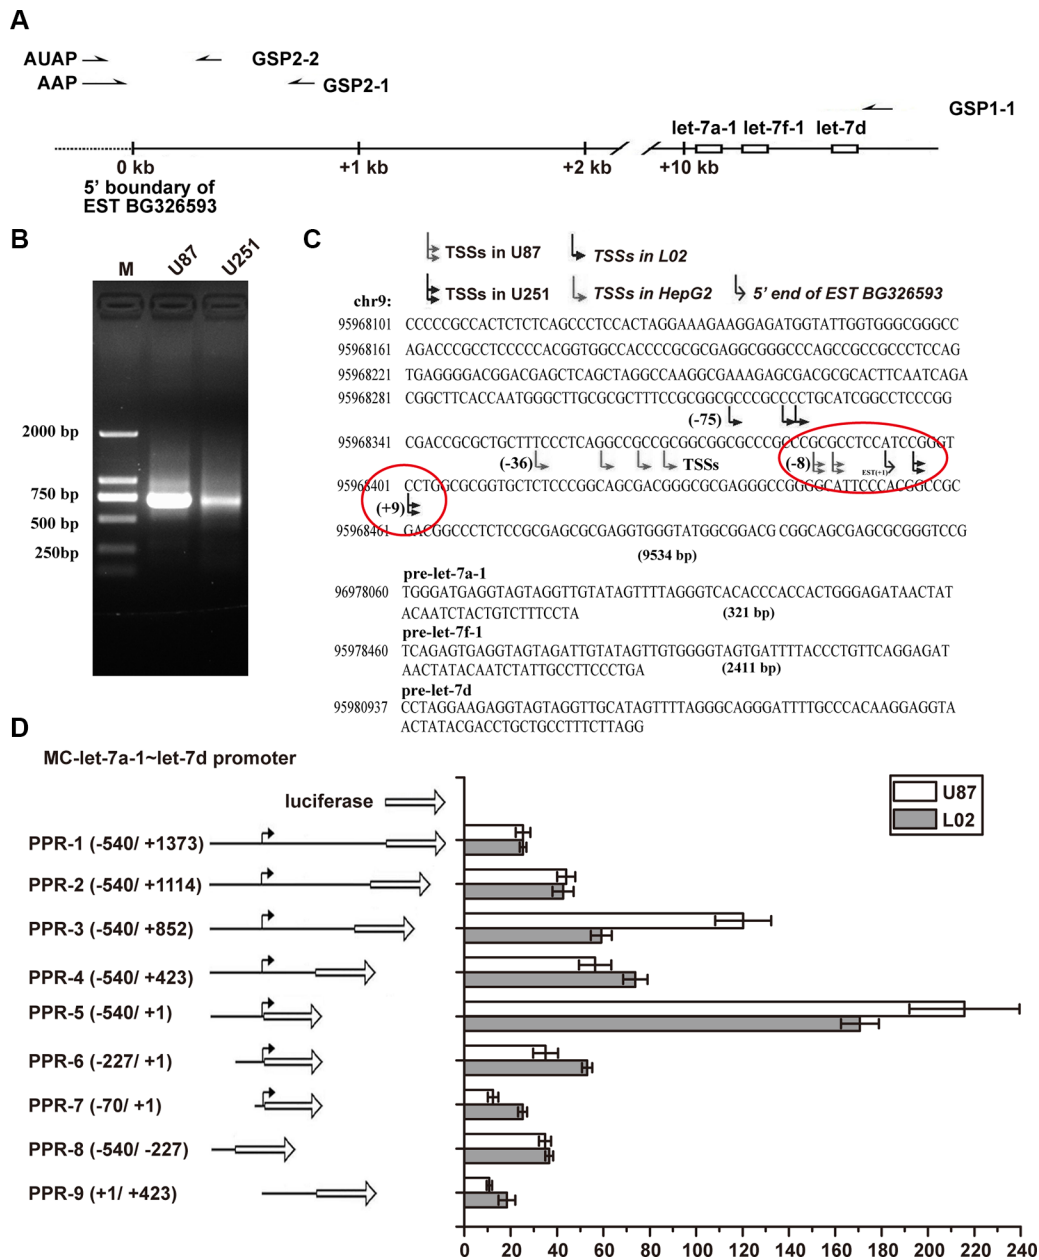 A
AUAP
GSP2-2
AAP
GSP2-1
GSP1-1
let-7a-1 let-7f-1 let-7d
0 kb +1 kb +2 kb +10 kb
5' boundary of
EST BG326593
B
M U87 U251
2000 bp
750 bp
500 bp
250bp
C
TSSs in U87 TSSs in L02
TSSs in U251 TSSs in HepG2 5' end of EST BG326593
chr9:
95968101 CCCCCGCCACTCTCTCAGCCCTCCACTAGGAAAGAAGGAGATGGTATTGGTGGGCGGGCC
95968161 AGACCCGCCTCCCCCACGGTGGCCACCCCGCGCGAGGCGGGCCCAGCCGCCGCCCTCCAG
95968221 TGAGGGGACGGACGAGCTCAGCTAGGCCAAGGCGAAAGAGCGACGCGCACTTCAATCAGA
95968281 CGGCTTCACCAATGGGCTTGCGCGCTTTCCGCGGCGCCCGCCCCTGCATCGGCCTCCCGG
(-75)
95968341 CGACCGCGCTGCTTTCCCTCAGGCCGCCGCGGCGGCGCCCGCCCGCGCCTCCATCCGGGT
(-36) TSSs (-8) EST(+1)
95968401 CCTGGCGCGGTGCTCTCCCGGCAGCGACGGGCGCGAGGGCCGGGGCATTCCCACGGCCGC
(+9)
95968461 GACGGCCCTCTCCGCGAGCGCGAGGTGGGTATGGCGGACG CGGCAGCGAGCGCGGGTCCG
(9534 bp)
pre-let-7a-1
96978060 TGGGATGAGGTAGTAGGTTGTATAGTTTTAGGGTCACACCCACCACTGGGAGATAACTAT
ACAATCTACTGTCTTTCCTA (321 bp)
pre-let-7f-1
95978460 TCAGAGTGAGGTAGTAGATTGTATAGTTGTGGGGTAGTGATTTTACCCTGTTCAGGAGAT
AACTATACAATCTATTGCCTTCCCTGA (2411 bp)
pre-let-7d
95980937 CCTAGGAAGAGGTAGTAGGTTGCATAGTTTTAGGGCAGGGATTTTGCCCACAAGGAGGTA
ACTATACGACCTGCTGCCTTTCTTAGG
D
MC-let-7a-1~let-7d promoter
luciferase
U87
L02
PPR-1 (-540/ +1373)
PPR-2 (-540/ +1114)
PPR-3 (-540/ +852)
PPR-4 (-540/ +423)
PPR-5 (-540/ +1)
PPR-6 (-227/ +1)
PPR-7 (-70/ +1)
PPR-8 (-540/ -227)
PPR-9 (+1/ +423)
0 20 40 60 80 100 120 140 160 180 200 220 240